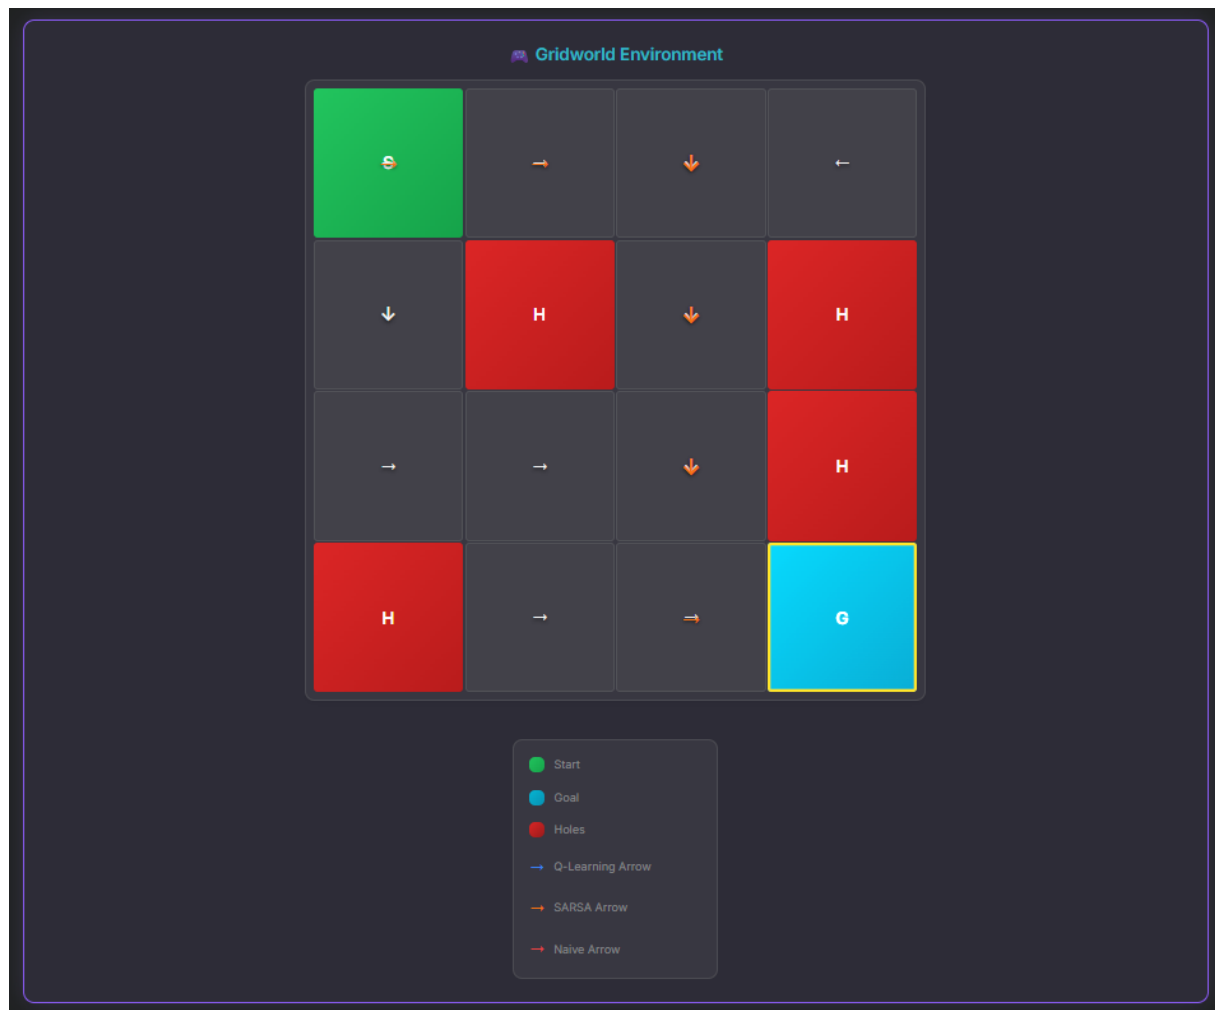 🎮 Gridworld Environment
S → → ↓ ←
↓ H ↓ H
→ → ↓ H
H → → G
Start
Goal
Holes
→ Q-Learning Arrow
→ SARSA Arrow
→ Naive Arrow